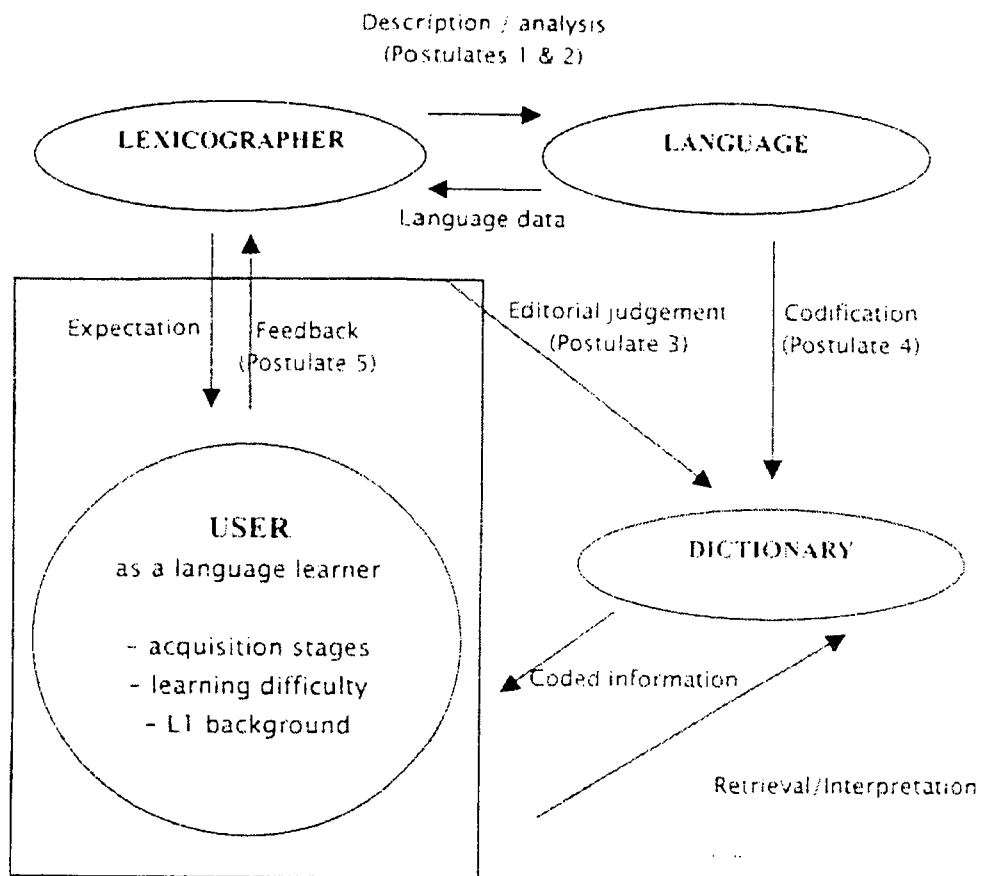 Description / analysis
(Postulates 1 & 2)
LEXICOGRAPHER
LANGUAGE
Language data
Expectation
Feedback
(Postulate 5)
Editorial judgement
(Postulate 3)
Codification
(Postulate 4)
USER
as a language learner
- acquisition stages
- learning difficulty
- L1 background
DICTIONARY
Coded information
Retrieval/Interpretation